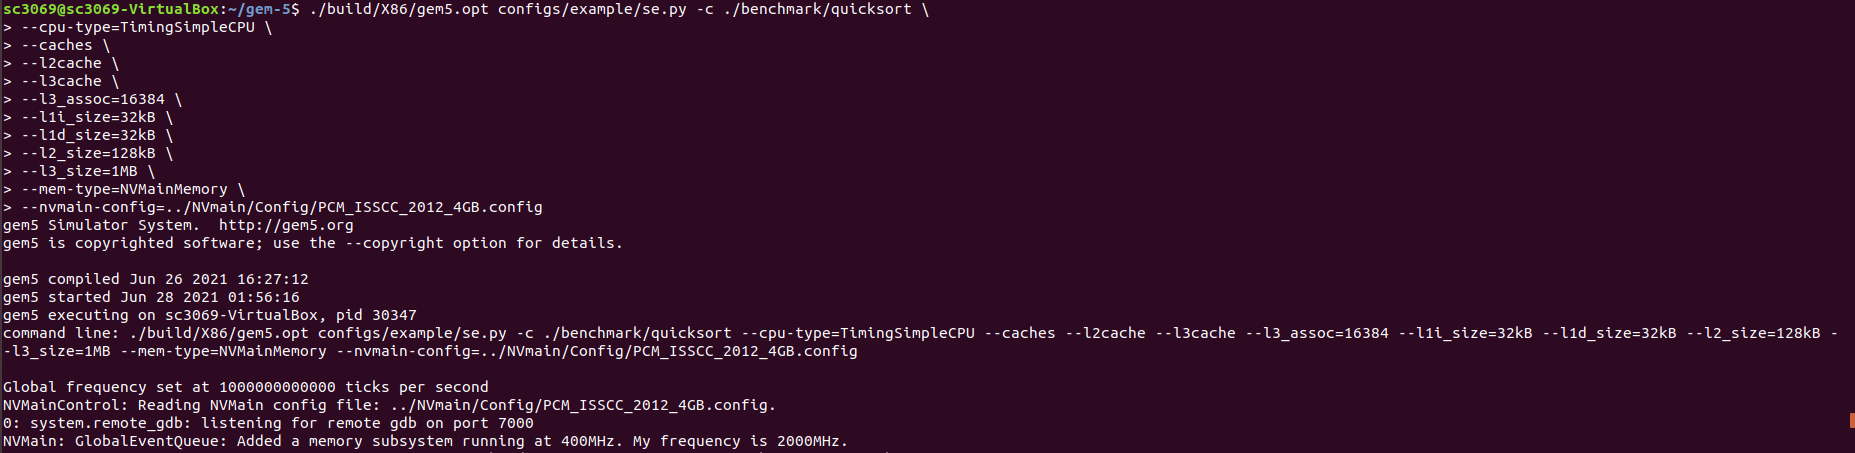 sc3069@sc3069-VirtualBox:~/gem-5$ ./build/X86/gem5.opt configs/example/se.py -c ./benchmark/quicksort \
> --cpu-type=TimingSimpleCPU \
> --caches \
> --l2cache \
> --l3cache \
> --l3_assoc=16384 \
> --l1i_size=32kB \
> --l1d_size=32kB \
> --l2_size=128kB \
> --l3_size=1MB \
> --mem-type=NVMainMemory \
> --nvmain-config=../NVmain/Config/PCM_ISSCC_2012_4GB.config
gem5 Simulator System.  http://gem5.org
gem5 is copyrighted software; use the --copyright option for details.
gem5 compiled Jun 26 2021 16:27:12
gem5 started Jun 28 2021 01:56:16
gem5 executing on sc3069-VirtualBox, pid 30347
command line: ./build/X86/gem5.opt configs/example/se.py -c ./benchmark/quicksort --cpu-type=TimingSimpleCPU --caches --l2cache --l3cache --l3_assoc=16384 --l1i_size=32kB --l1d_size=32kB --l2_size=128kB -
-l3_size=1MB --mem-type=NVMainMemory --nvmain-config=../NVmain/Config/PCM_ISSCC_2012_4GB.config
Global frequency set at 1000000000000 ticks per second
NVMainControl: Reading NVMain config file: ../NVmain/Config/PCM_ISSCC_2012_4GB.config.
0: system.remote_gdb: listening for remote gdb on port 7000
NVMain: GlobalEventQueue: Added a memory subsystem running at 400MHz. My frequency is 2000MHz.